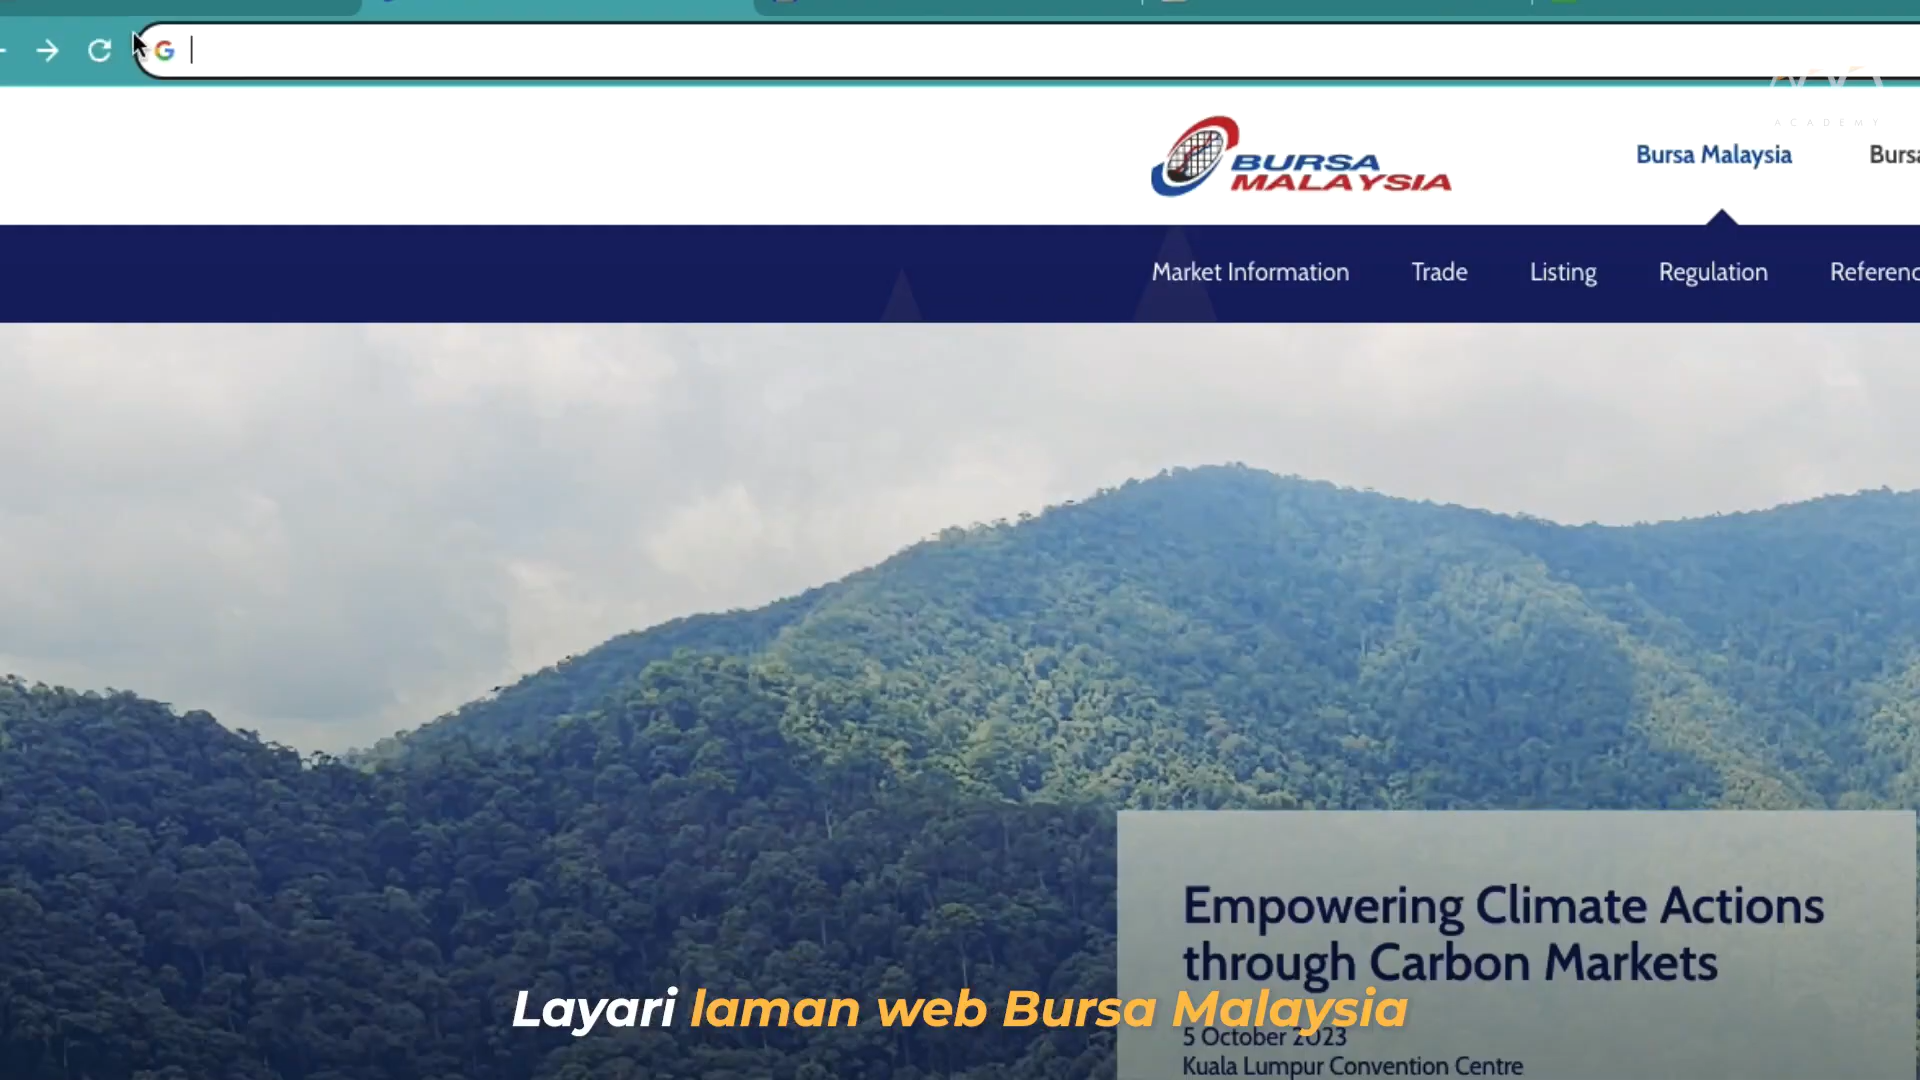 ACADEMY
BURSA
MALAYSIA
Bursa Malaysia
Market Information
Trade
Listing
Regulation
Empowering Climate Actions
through Carbon Markets
Layari laman web Bursa Malaysia
5 October 2023
Kuala Lumpur Convention Centre